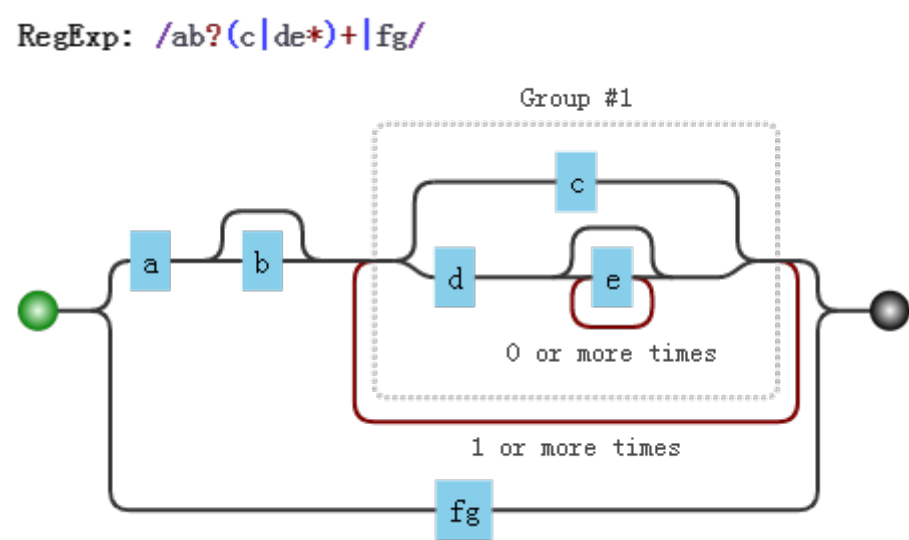 RegExp: /ab?(c|de*)+|fg/
Group #1
c
a
b
d
e
0 or more times
1 or more times
fg